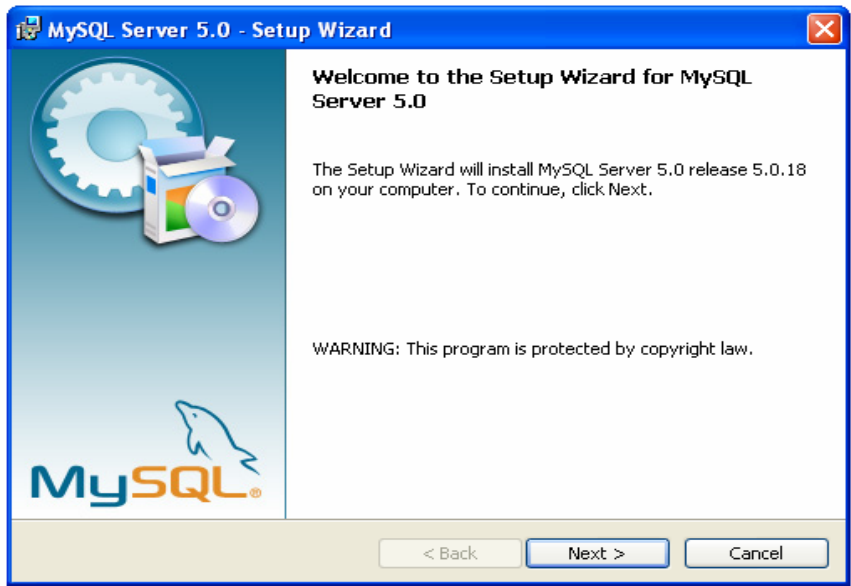 MySQL Server 5.0 - Setup Wizard
Welcome to the Setup Wizard for MySQL
Server 5.0
The Setup Wizard will install MySQL Server 5.0 release 5.0.18
on your computer. To continue, click Next.
WARNING: This program is protected by copyright law.
MySQL®
< Back
Next >
Cancel